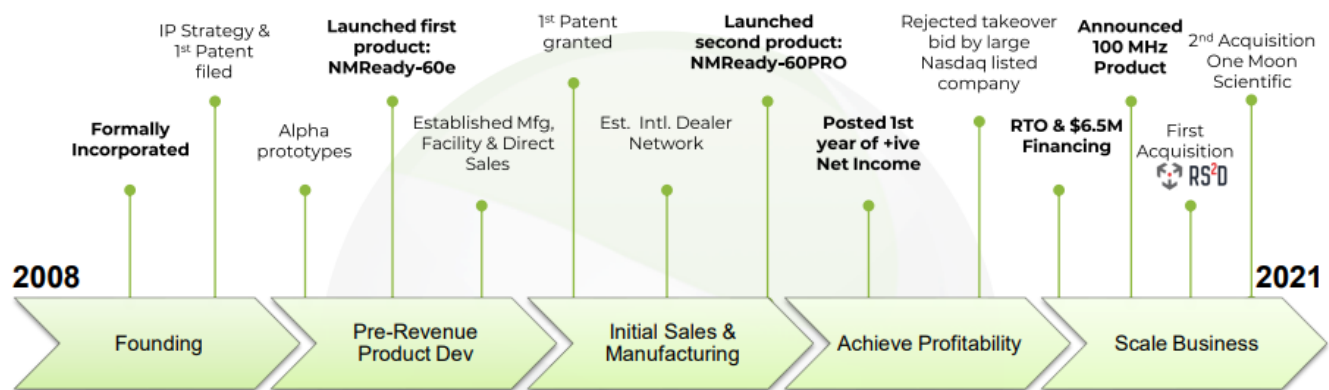 IP Strategy &
1st Patent
filed
Launched first
product:
NMReady-60e
1st Patent
granted
Launched
second product:
NMReady-60PRO
Rejected takeover
bid by large
Nasdaq listed
company
Announced
100 MHz
Product
2nd Acquisition
One Moon
Scientific
Formally
Incorporated
Alpha
prototypes
Established Mfg,
Facility & Direct
Sales
Est. Intl. Dealer
Network
Posted 1st
year of +ive
Net Income
RTO & $6.5M
Financing
First
Acquisition
RS2D
2008
2021
Founding
Pre-Revenue
Product Dev
Initial Sales &
Manufacturing
Achieve Profitability
Scale Business